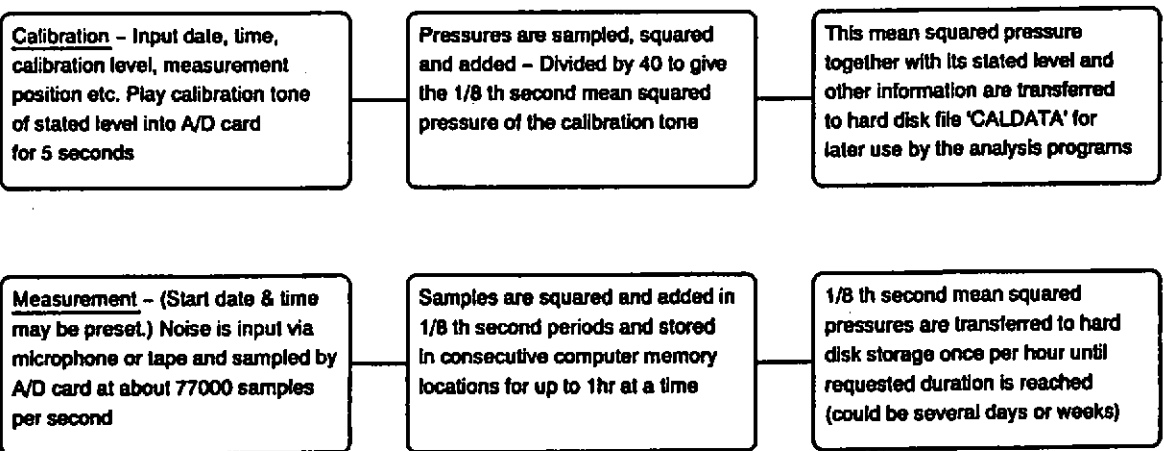 Calibration – Input date, time,
calibration level, measurement
position etc. Play calibration tone
of stated level into A/D card
for 5 seconds
Pressures are sampled, squared
and added – Divided by 40 to give
the 1/8 th second mean squared
pressure of the calibration tone
This mean squared pressure
together with its stated level and
other information are transferred
to hard disk file 'CALDATA' for
later use by the analysis programs
Measurement – (Start date & time
may be preset.) Noise is input via
microphone or tape and sampled by
A/D card at about 77000 samples
per second
Samples are squared and added in
1/8 th second periods and stored
in consecutive computer memory
locations for up to 1hr at a time
1/8 th second mean squared
pressures are transferred to hard
disk storage once per hour until
requested duration is reached
(could be several days or weeks)